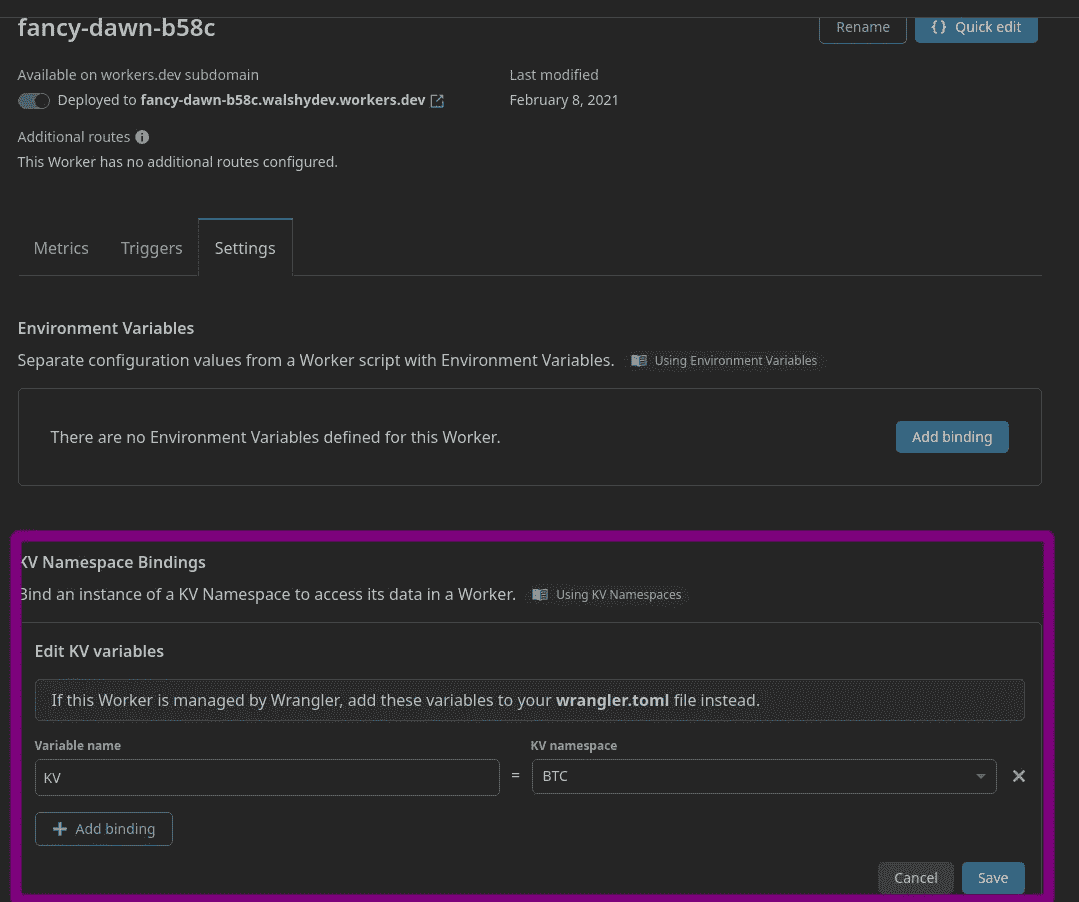 fancy-dawn-b58c
Rename
{} Quick edit
Available on workers.dev subdomain
Last modified
Deployed to fancy-dawn-b58c.walshydev.workers.dev
February 8, 2021
Additional routes
This Worker has no additional routes configured.
Metrics
Triggers
Settings
Environment Variables
Separate configuration values from a Worker script with Environment Variables.
Using Environment Variables
There are no Environment Variables defined for this Worker.
Add binding
KV Namespace Bindings
Bind an instance of a KV Namespace to access its data in a Worker.
Using KV Namespaces
Edit KV variables
If this Worker is managed by Wrangler, add these variables to your wrangler.toml file instead.
Variable name
KV namespace
KV
=
BTC
Add binding
Cancel
Save